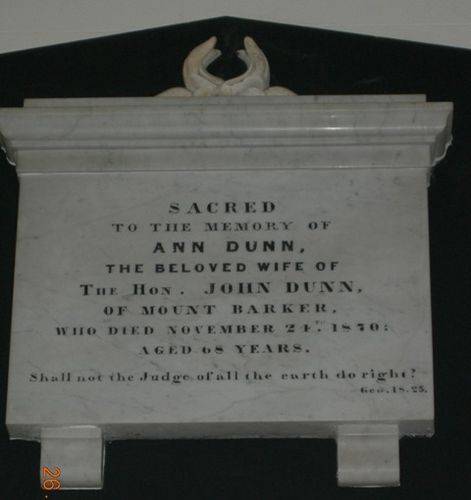 SACRED
TO THE MEMORY OF
ANN DUNN,
THE BELOVED WIFE OF
THE HON. JOHN DUNN,
OF MOUNT BARKER,
WHO DIED NOVEMBER 24TH. 1870:
AGED 68 YEARS.
Shall not the Judge of all the earth do right?
Gen. 18. 25.
26